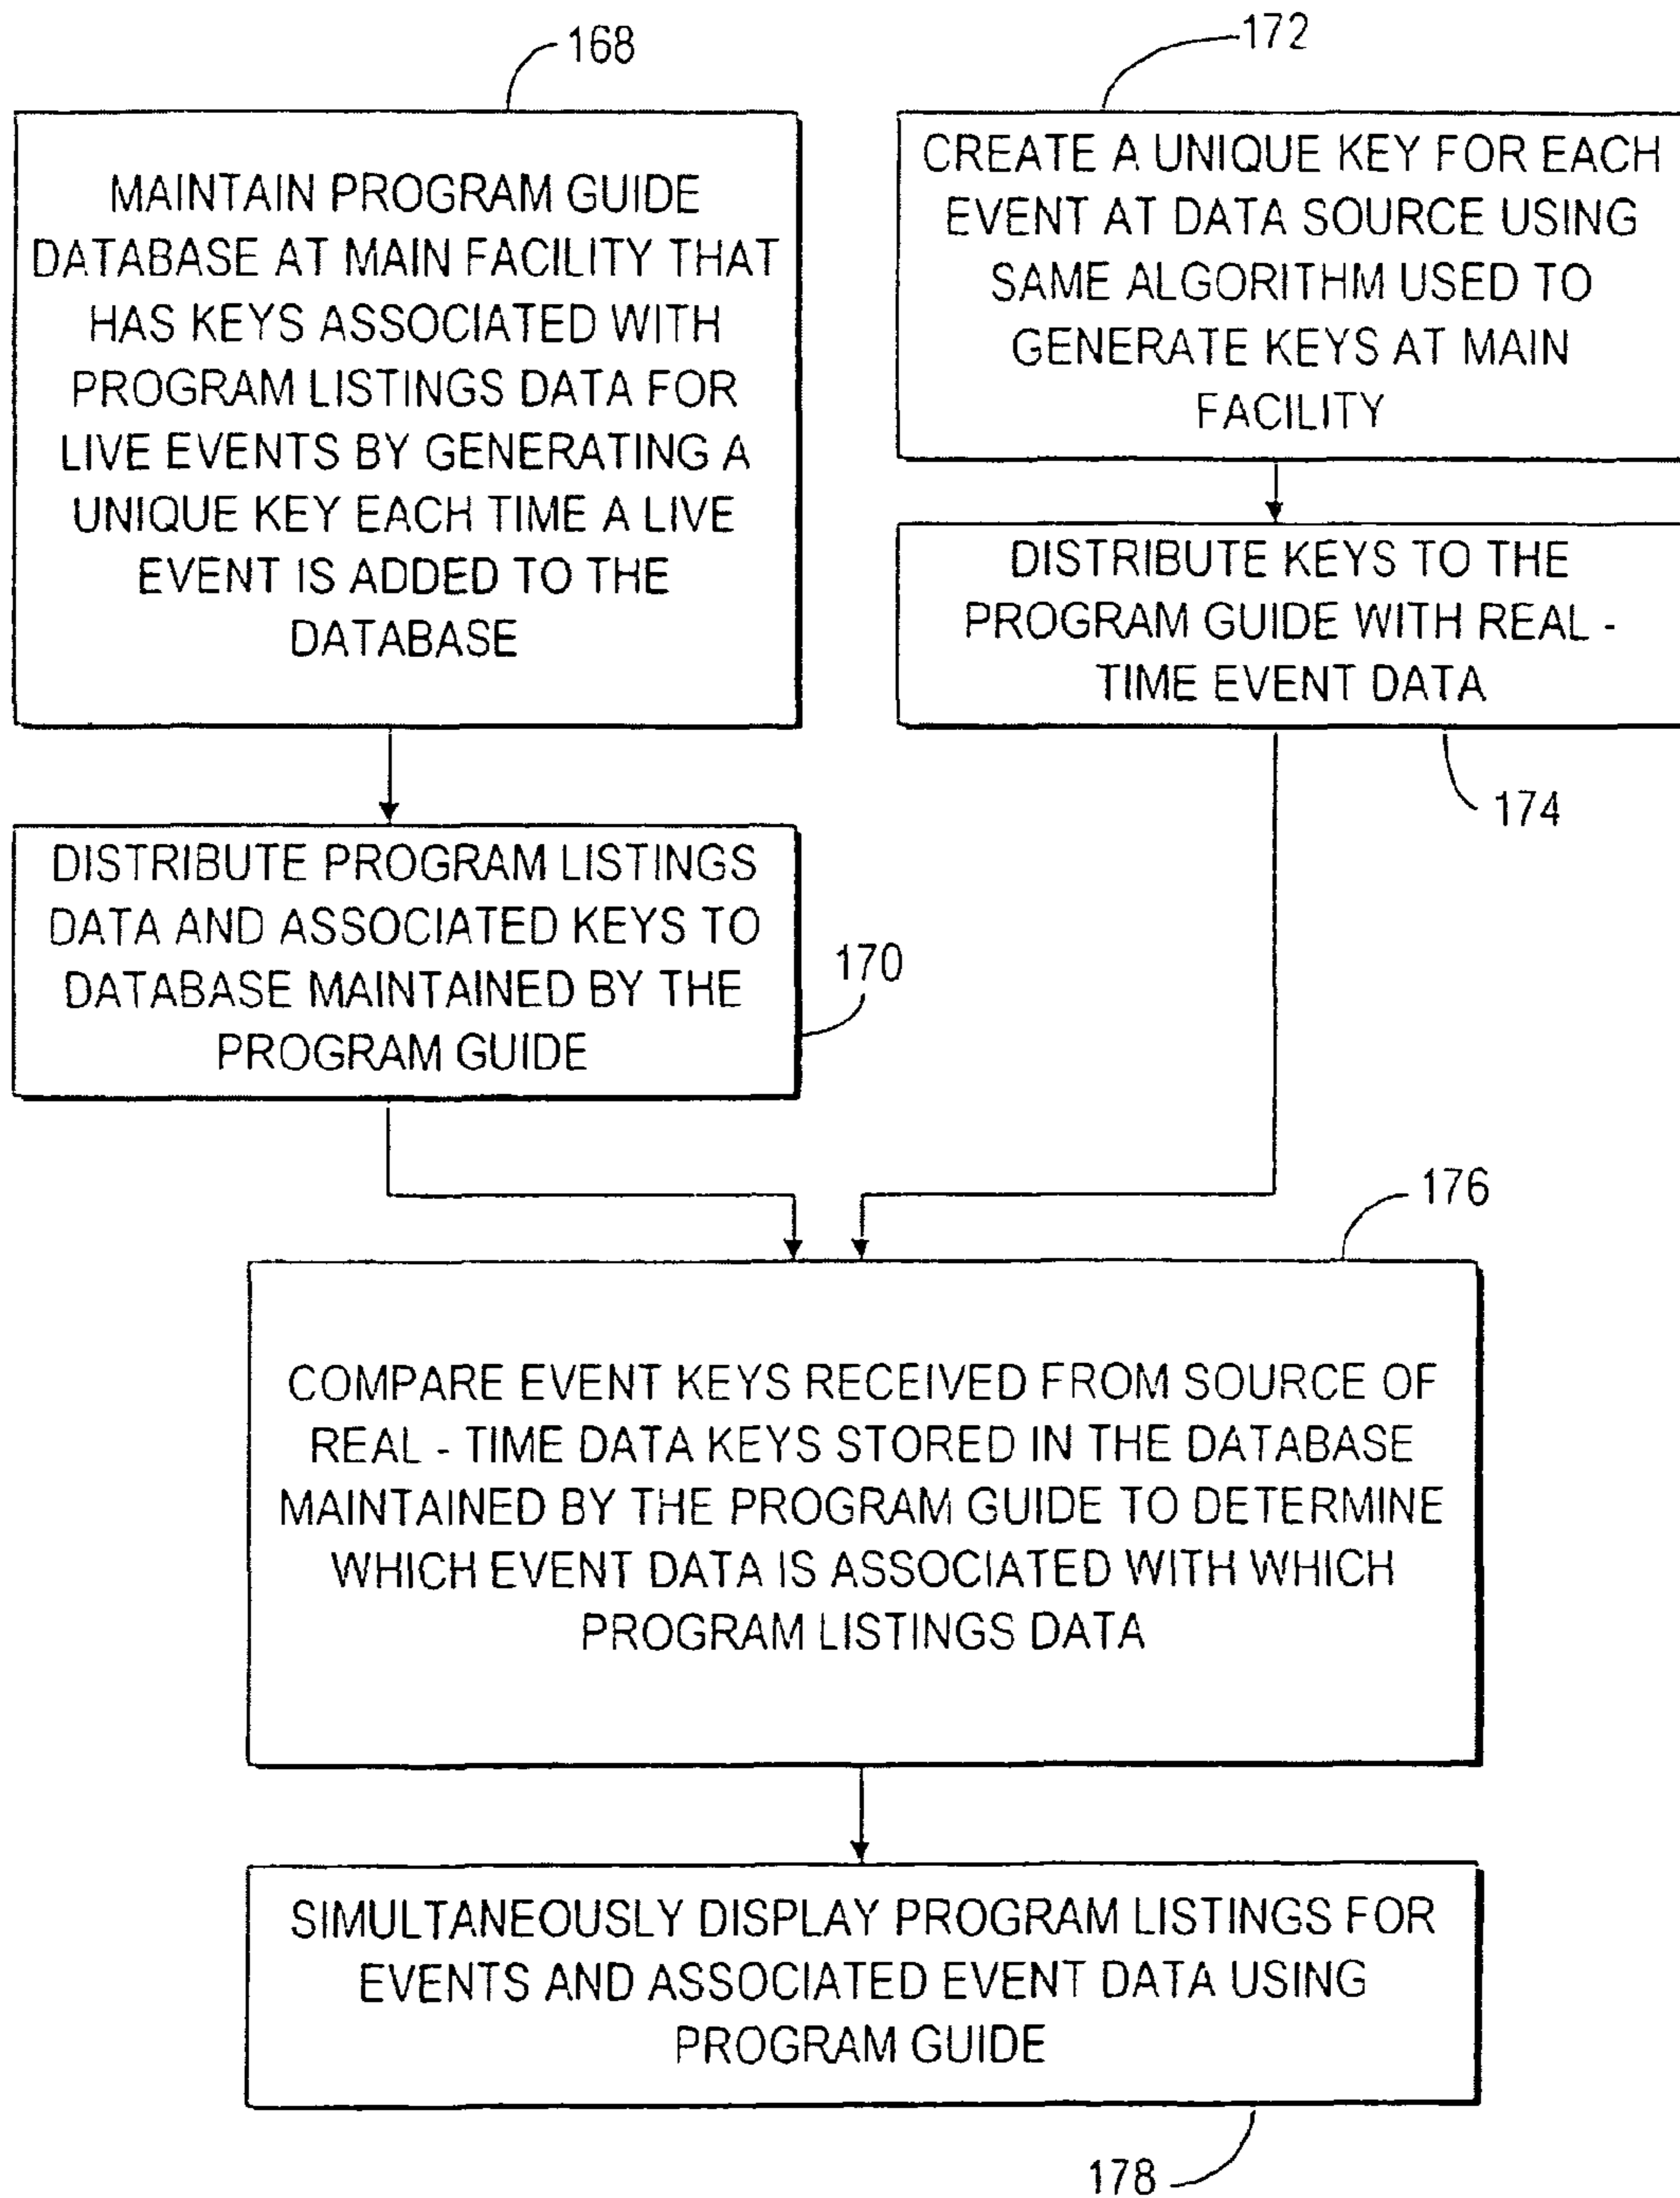 168
MAINTAIN PROGRAM GUIDE
DATABASE AT MAIN FACILITY THAT
HAS KEYS ASSOCIATED WITH
PROGRAM LISTINGS DATA FOR
LIVE EVENTS BY GENERATING A
UNIQUE KEY EACH TIME A LIVE
EVENT IS ADDED TO THE
DATABASE
172
CREATE A UNIQUE KEY FOR EACH
EVENT AT DATA SOURCE USING
SAME ALGORITHM USED TO
GENERATE KEYS AT MAIN
FACILITY
DISTRIBUTE KEYS TO THE
PROGRAM GUIDE WITH REAL -
TIME EVENT DATA
174
DISTRIBUTE PROGRAM LISTINGS
DATA AND ASSOCIATED KEYS TO
DATABASE MAINTAINED BY THE
PROGRAM GUIDE
170
176
COMPARE EVENT KEYS RECEIVED FROM SOURCE OF
REAL - TIME DATA KEYS STORED IN THE DATABASE
MAINTAINED BY THE PROGRAM GUIDE TO DETERMINE
WHICH EVENT DATA IS ASSOCIATED WITH WHICH
PROGRAM LISTINGS DATA
SIMULTANEOUSLY DISPLAY PROGRAM LISTINGS FOR
EVENTS AND ASSOCIATED EVENT DATA USING
PROGRAM GUIDE
178